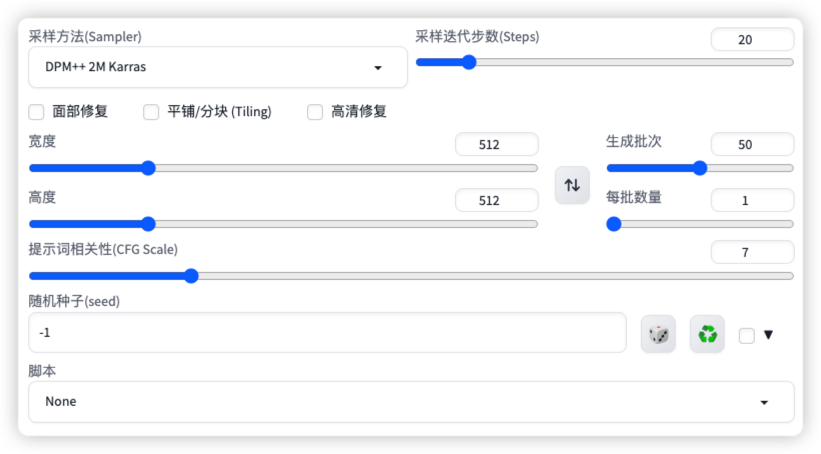 采样方法(Sampler)
采样迭代步数(Steps)
20
DPM++ 2M Karras
面部修复
平铺/分块 (Tiling)
高清修复
宽度
512
生成批次
50
高度
512
每批数量
1
提示词相关性(CFG Scale)
7
随机种子(seed)
-1
脚本
None